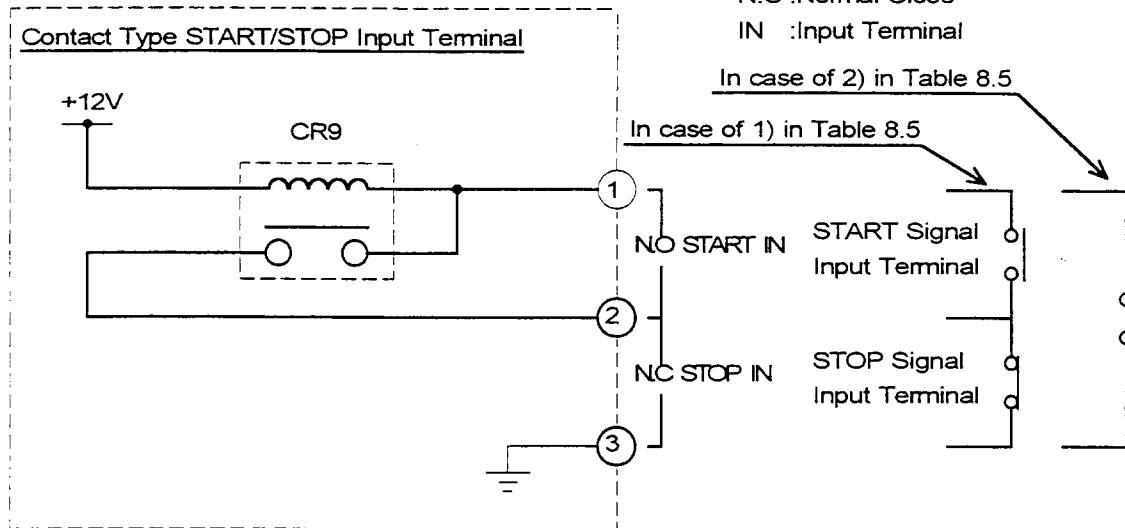 Contact Type START/STOP Input Terminal
IN :Input Terminal
In case of 2) in Table 8.5
+12V
In case of 1) in Table 8.5
CR9
1
N.O START IN
START Signal
Input Terminal
2
N.C STOP IN
STOP Signal
Input Terminal
3